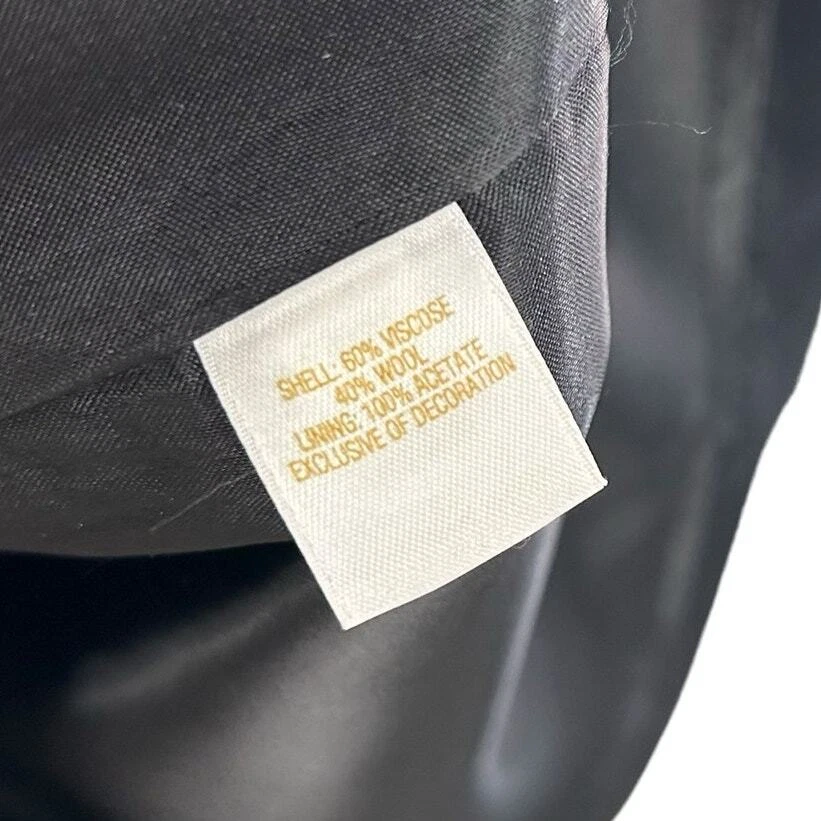 SHELL: 60% VISCOSE
40% WOOL
LINING: 100% ACETATE
EXCLUSIVE OF DECORATION